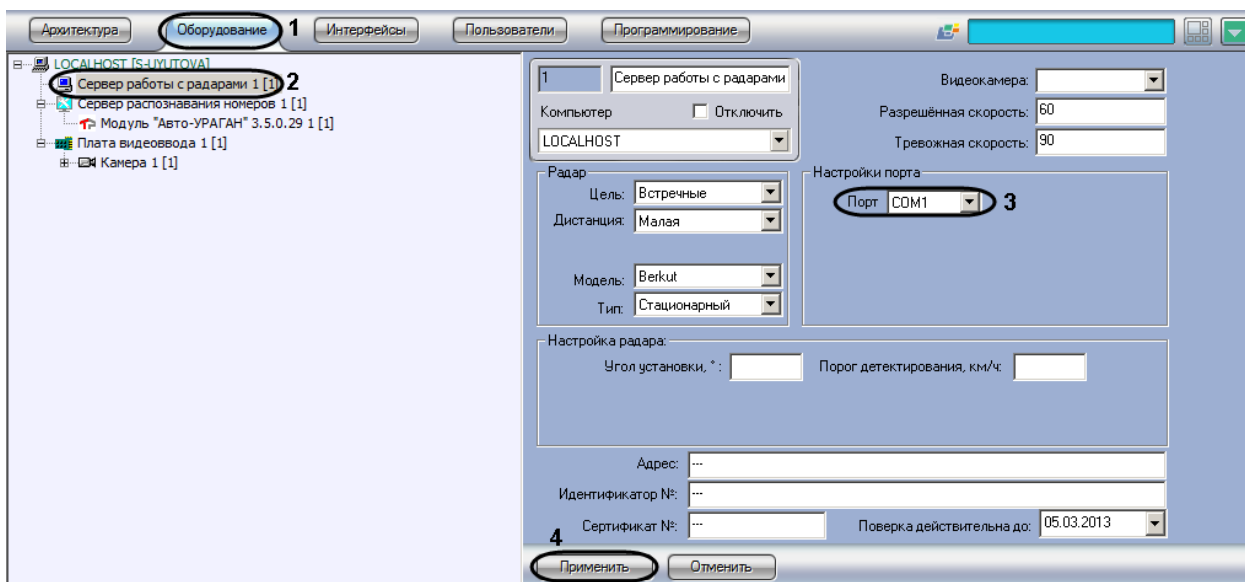 Архитектура Оборудование 1 Интерфейсы Пользователи Программирование
LOCALHOST [S-UYUTOVA]
Сервер работы с радарами 1 [1] 2
Сервер распознавания номеров 1 [1]
Модуль "Авто-УРАГАН" 3.5.0.29 1 [1]
Плата видеоввода 1 [1]
Камера 1 [1]
1 Сервер работы с радарами
Компьютер Отключить
LOCALHOST
Видеокамера:
Разрешённая скорость: 60
Тревожная скорость: 90
Радар
Цель: Встречные
Дистанция: Малая
Модель: Berkut
Тип: Стационарный
Настройки порта
Порт COM1 3
Настройка радара:
Угол установки, ° : Порог детектирования, км/ч:
Адрес: ---
Идентификатор №: ---
Сертификат №: --- Поверка действительна до: 05.03.2013
4
Применить Отменить